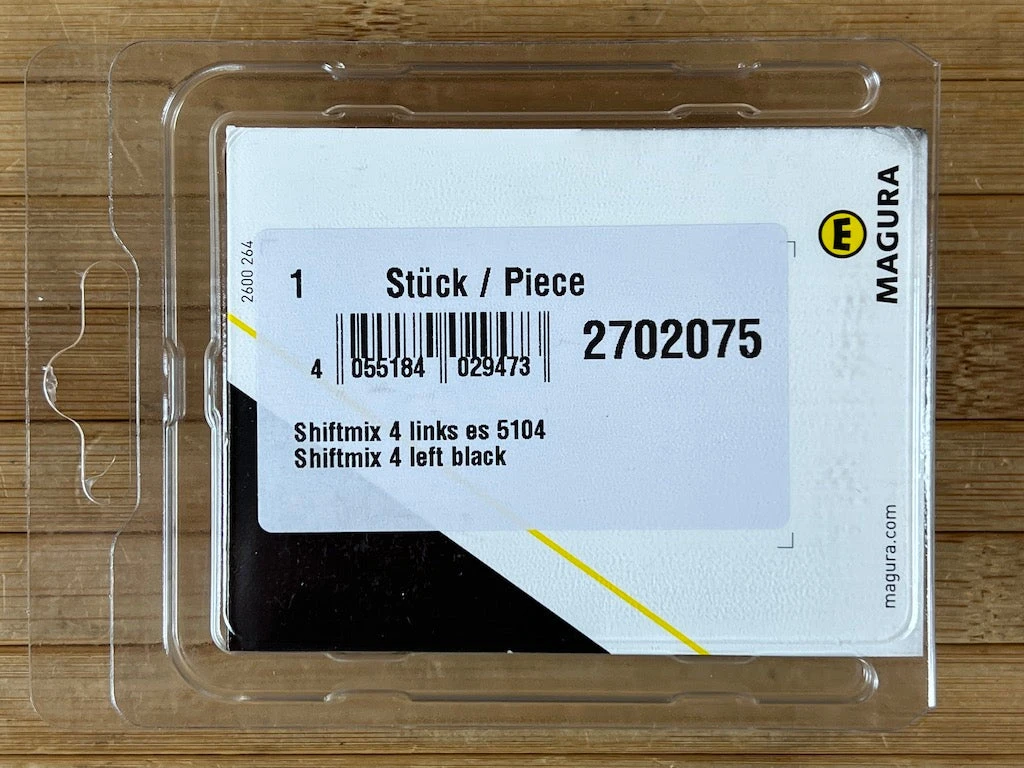 2600 264
1 Stück / Piece
4 055184 029473
2702075
Shiftmix 4 links es 5104
Shiftmix 4 left black
E
MAGURA
magura.com